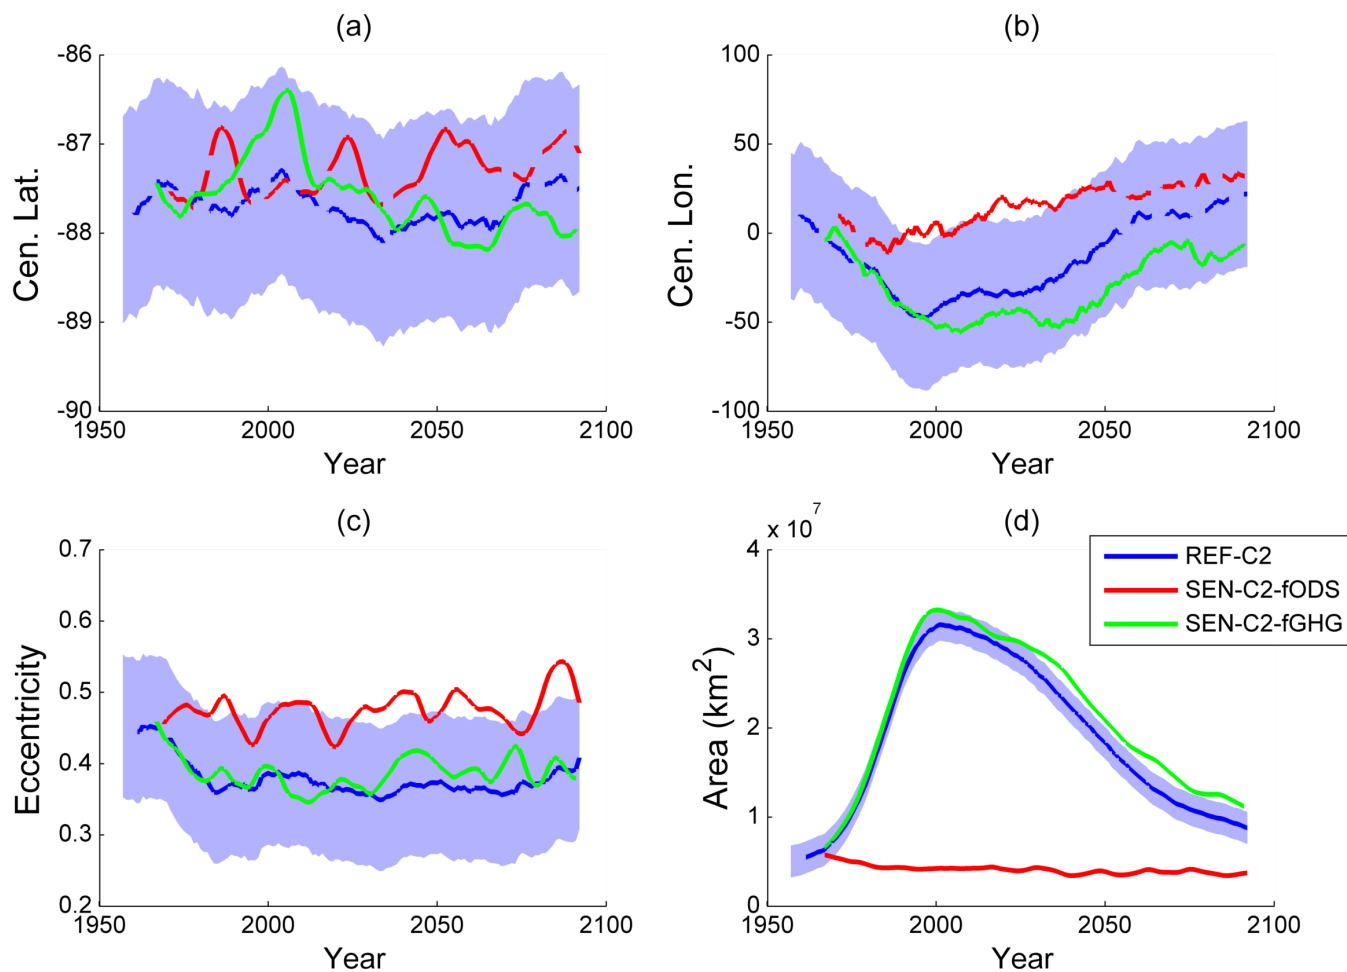 (a)
Cen. Lat.
-86
-87
-88
-89
-90
1950 2000 2050 2100
Year
(b)
Cen. Lon.
100
50
0
-50
-100
1950 2000 2050 2100
Year
(c)
Eccentricity
0.7
0.6
0.5
0.4
0.3
0.2
1950 2000 2050 2100
Year
(d)
x 10^7
Area (km^2)
4
3
2
1
0
1950 2000 2050 2100
Year
REF-C2
SEN-C2-fODS
SEN-C2-fGHG